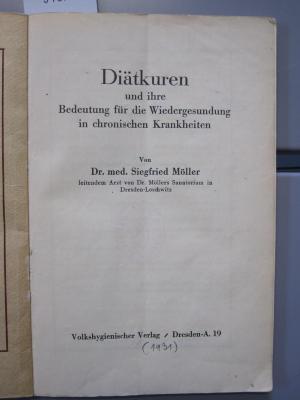 Diätkuren
und ihre
Bedeutung für die Wiedergesundung
in chronischen Krankheiten
Von
Dr. med. Siegfried Möller
leitendem Arzt von Dr. Möllers Sanatorium in
Dresden-Loschwitz
Volkshygienischer Verlag / Dresden-A. 19
(1931)